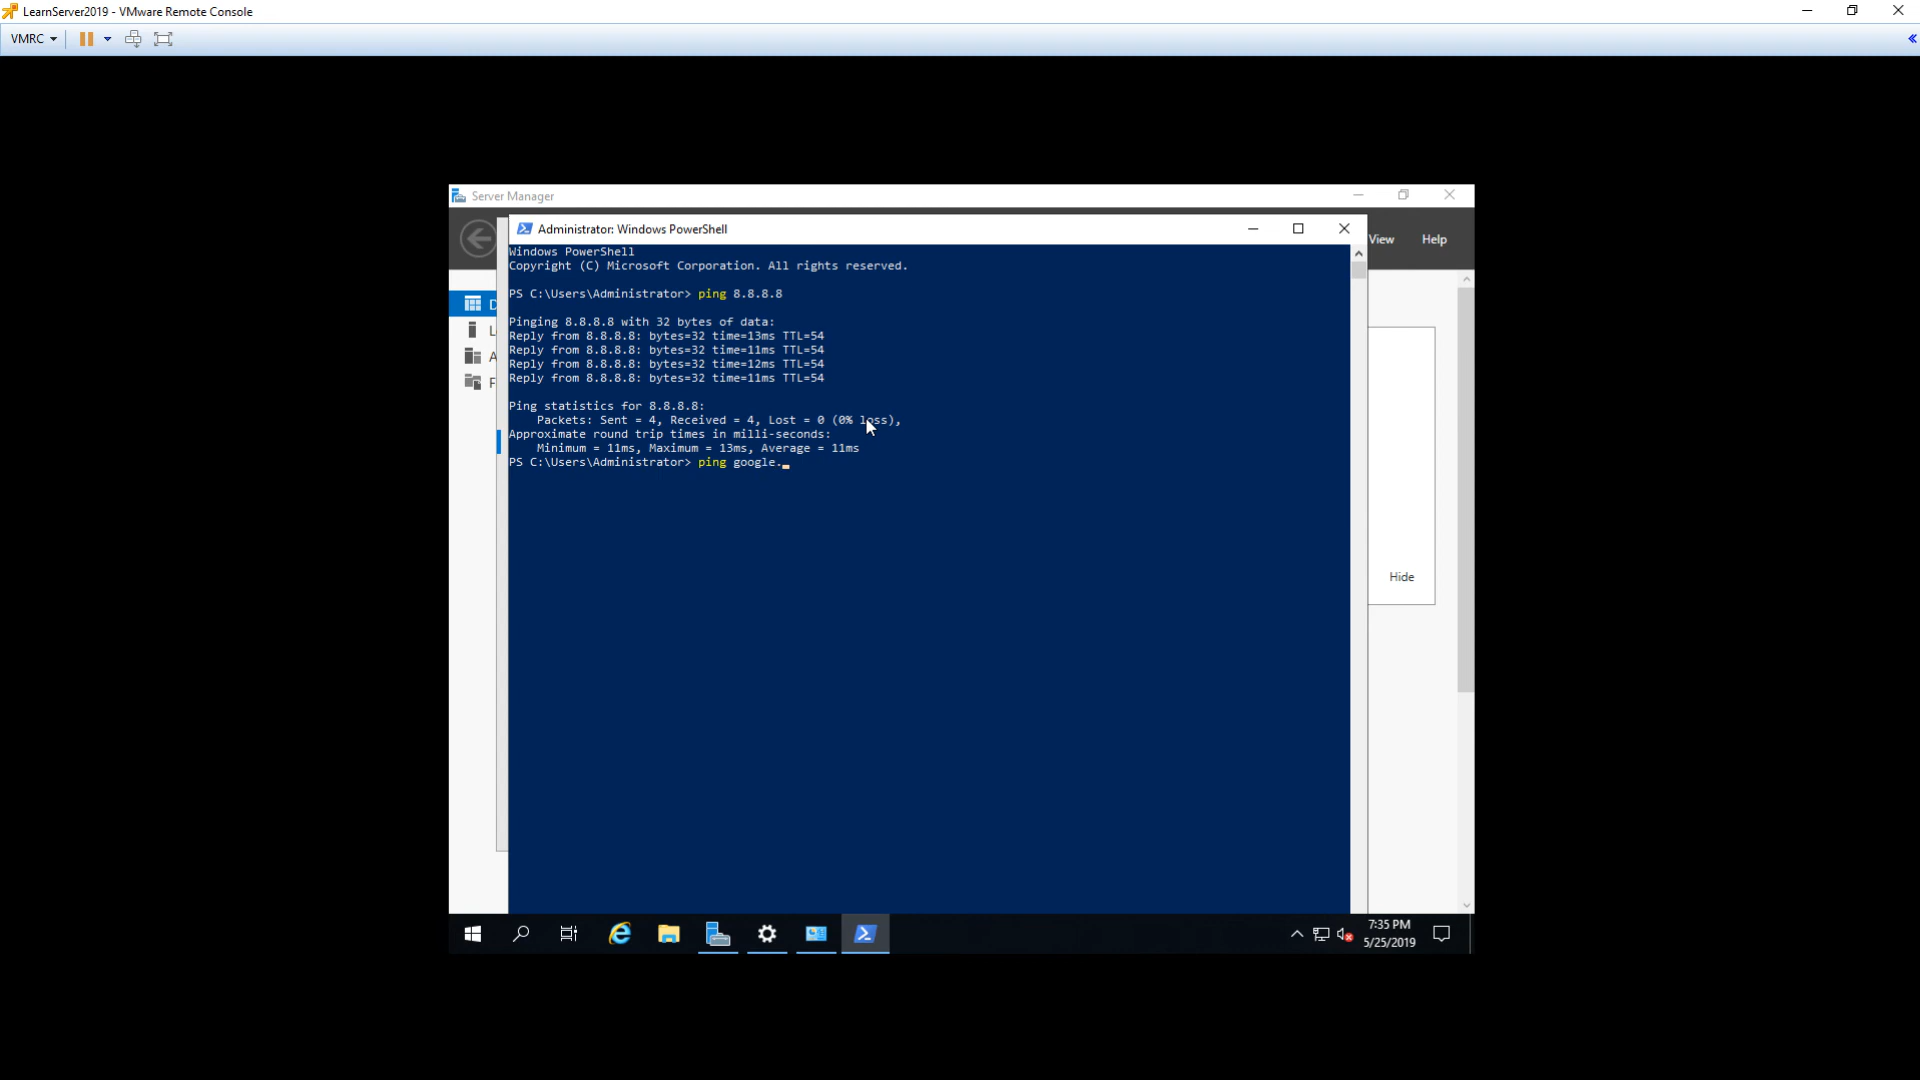 LearnServer2019 - VMware Remote Console
VMRC
Server Manager
Administrator: Windows PowerShell
View
Help
Windows PowerShell
Copyright (C) Microsoft Corporation. All rights reserved.
PS C:\Users\Administrator> ping 8.8.8.8
D
Pinging 8.8.8.8 with 32 bytes of data:
L
Reply from 8.8.8.8: bytes=32 time=13ms TTL=54
Reply from 8.8.8.8: bytes=32 time=11ms TTL=54
A
Reply from 8.8.8.8: bytes=32 time=12ms TTL=54
Reply from 8.8.8.8: bytes=32 time=11ms TTL=54
F
Ping statistics for 8.8.8.8:
Packets: Sent = 4, Received = 4, Lost = 0 (0% loss),
Approximate round trip times in milli-seconds:
Minimum = 11ms, Maximum = 13ms, Average = 11ms
PS C:\Users\Administrator> ping google.
Hide
7:35 PM
5/25/2019